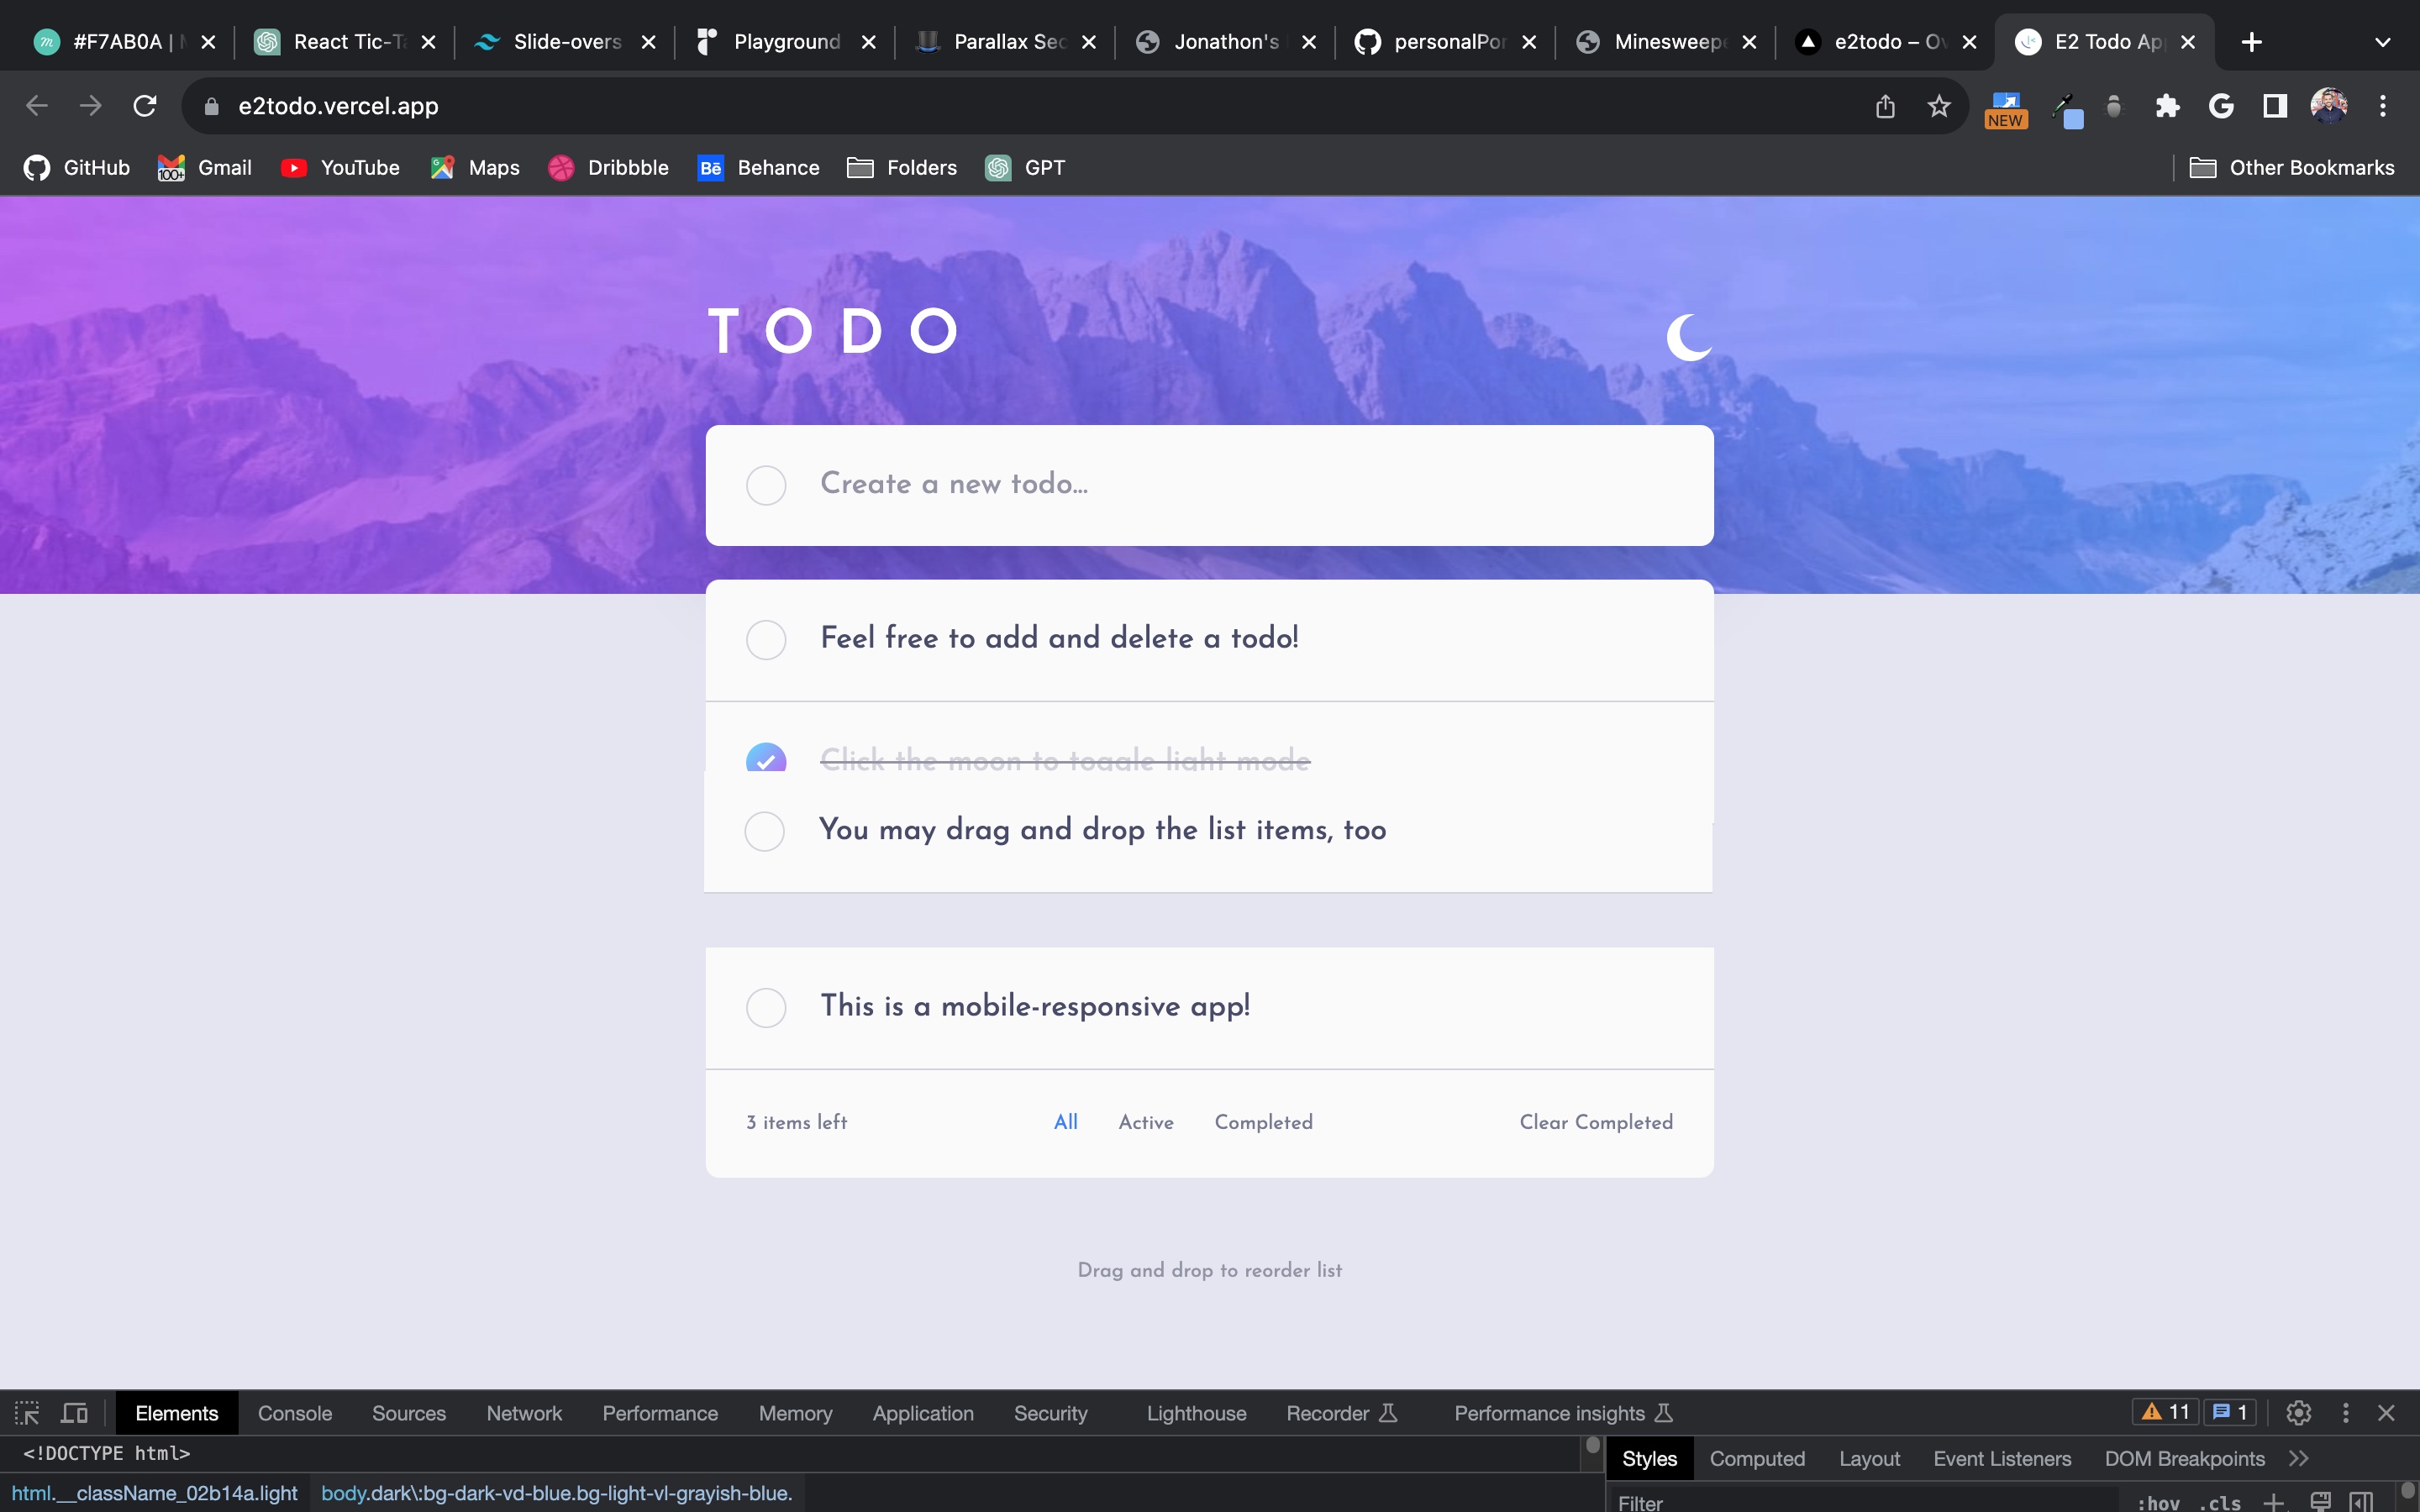 #F7AB0A | React Tic-T Slide-overs Playground Parallax Sec Jonathon's personalPor Minesweepe e2todo – Ov E2 Todo Ap
e2todo.vercel.app
NEW
GitHub 100+ Gmail YouTube Maps Bē Behance Dribbble Folders GPT Other Bookmarks
TODO
Create a new todo...
Feel free to add and delete a todo!
Click the moon to toggle light mode
You may drag and drop the list items, too
This is a mobile-responsive app!
3 items left All Active Completed Clear Completed
Drag and drop to reorder list
Elements Console Sources Network Performance Memory Application Security Lighthouse Recorder Performance insights 11 1
<!DOCTYPE html>
Styles Computed Layout Event Listeners DOM Breakpoints
html.__className_02b14a.light body.dark\:bg-dark-vd-blue.bg-light-vl-grayish-blue.
Filter :hov .cls